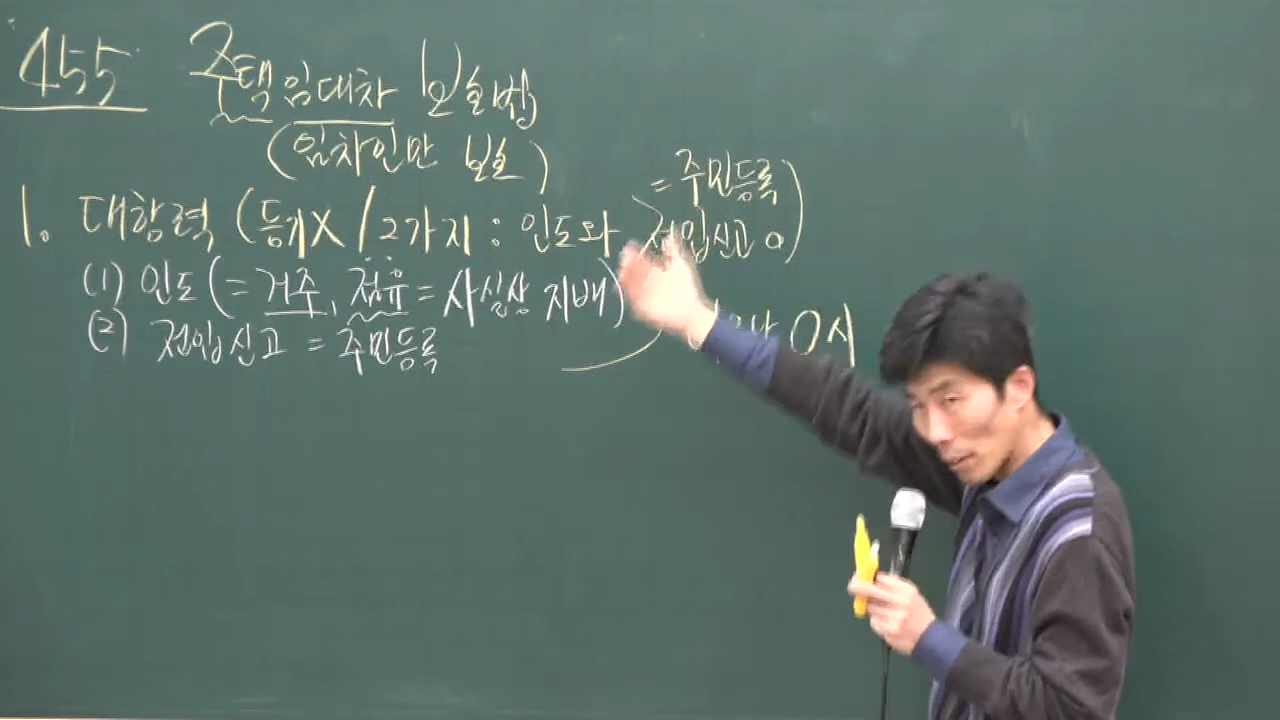 455 주택임대차 보호법
(임차인만 보호)
= 주민등록
1. 대항력 (등기X / 2가지 : 인도와 전입신고 o)
(1) 인도 (= 거주, 점유 = 사실상 지배)
(2) 전입신고 = 주민등록
0시